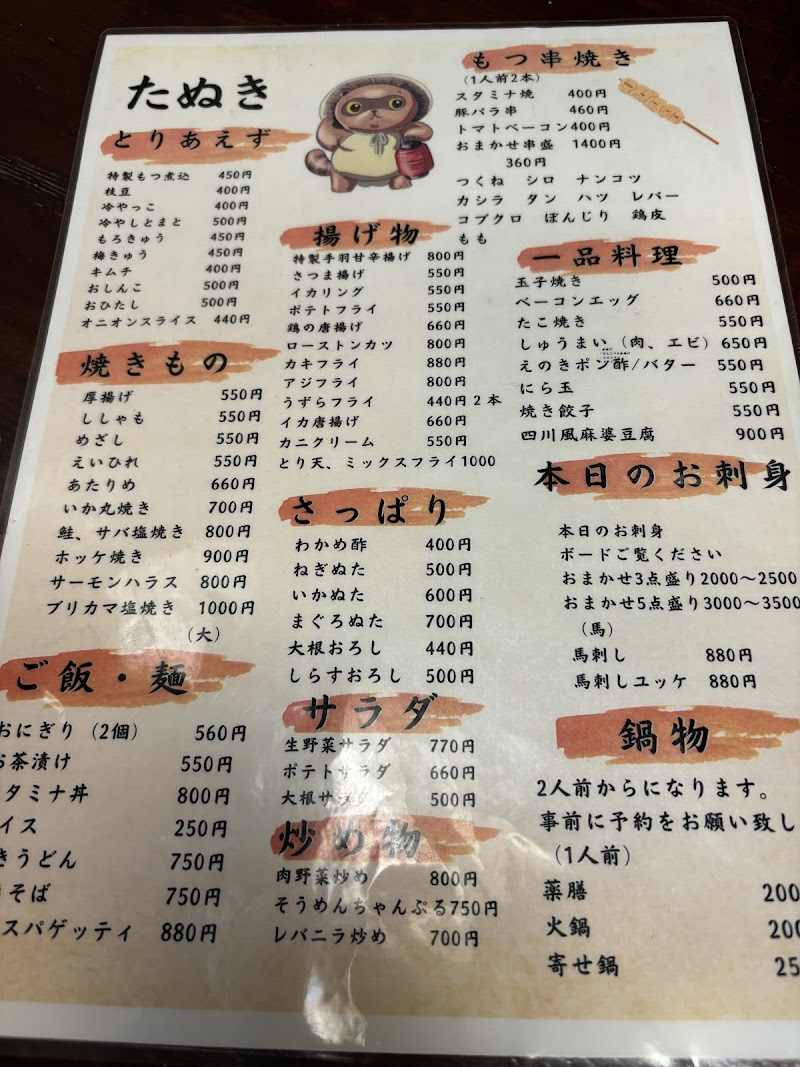 たぬき
とりあえず
特製もつ煮込 450円
枝豆 400円
冷やっこ 400円
冷やしとまと 500円
もろきゅう 450円
梅きゅう 450円
キムチ 400円
おしんこ 500円
おひたし 500円
オニオンスライス 440円
焼きもの
厚揚げ 550円
ししゃも 550円
めざし 550円
えいひれ 550円
あたりめ 660円
いか丸焼き 700円
鮭、サバ塩焼き 800円
ホッケ焼き 900円
サーモンハラス 800円
ブリカマ塩焼き 1000円
(大)
ご飯・麺
おにぎり(2個) 560円
お茶漬け 550円
タミナ丼 800円
イス 250円
きうどん 750円
そば 750円
スパゲッティ 880円
揚げ物
特製手羽甘辛揚げ 800円
さつま揚げ 550円
イカリング 550円
ポテトフライ 550円
鶏の唐揚げ 660円
ローストンカツ 800円
カキフライ 880円
アジフライ 800円
うずらフライ 440円2本
イカ唐揚げ 660円
カニクリーム 550円
とり天、ミックスフライ1000
さっぱり
わかめ酢 400円
ねぎぬた 500円
いかぬた 600円
まぐろぬた 700円
大根おろし 440円
しらすおろし 500円
サラダ
生野菜サラダ 770円
ポテトサラダ 660円
大根サラダ 500円
炒め物
肉野菜炒め 800円
そうめんちゃんぷる750円
レバニラ炒め 700円
もつ串焼き
(1人前2本)
スタミナ焼 400円
豚バラ串 460円
トマトベーコン400円
おまかせ串盛 1400円
360円
つくね シロ ナンコツ
カシラ タン ハツ レバー
コブクロ ぼんじり 鶏皮
もも
一品料理
玉子焼き 500円
ベーコンエッグ 660円
たこ焼き 550円
しゅうまい(肉、エビ)650円
えのきポン酢/バター 550円
にら玉 550円
焼き餃子 550円
四川風麻婆豆腐 900円
本日のお刺身
本日のお刺身
ボードご覧ください
おまかせ3点盛り2000～2500
おまかせ5点盛り3000～3500
(馬)
馬刺し 880円
馬刺しユッケ 880円
鍋物
2人前からになります。
事前に予約をお願い致し
(1人前)
薬膳 200
火鍋 200
寄せ鍋 25